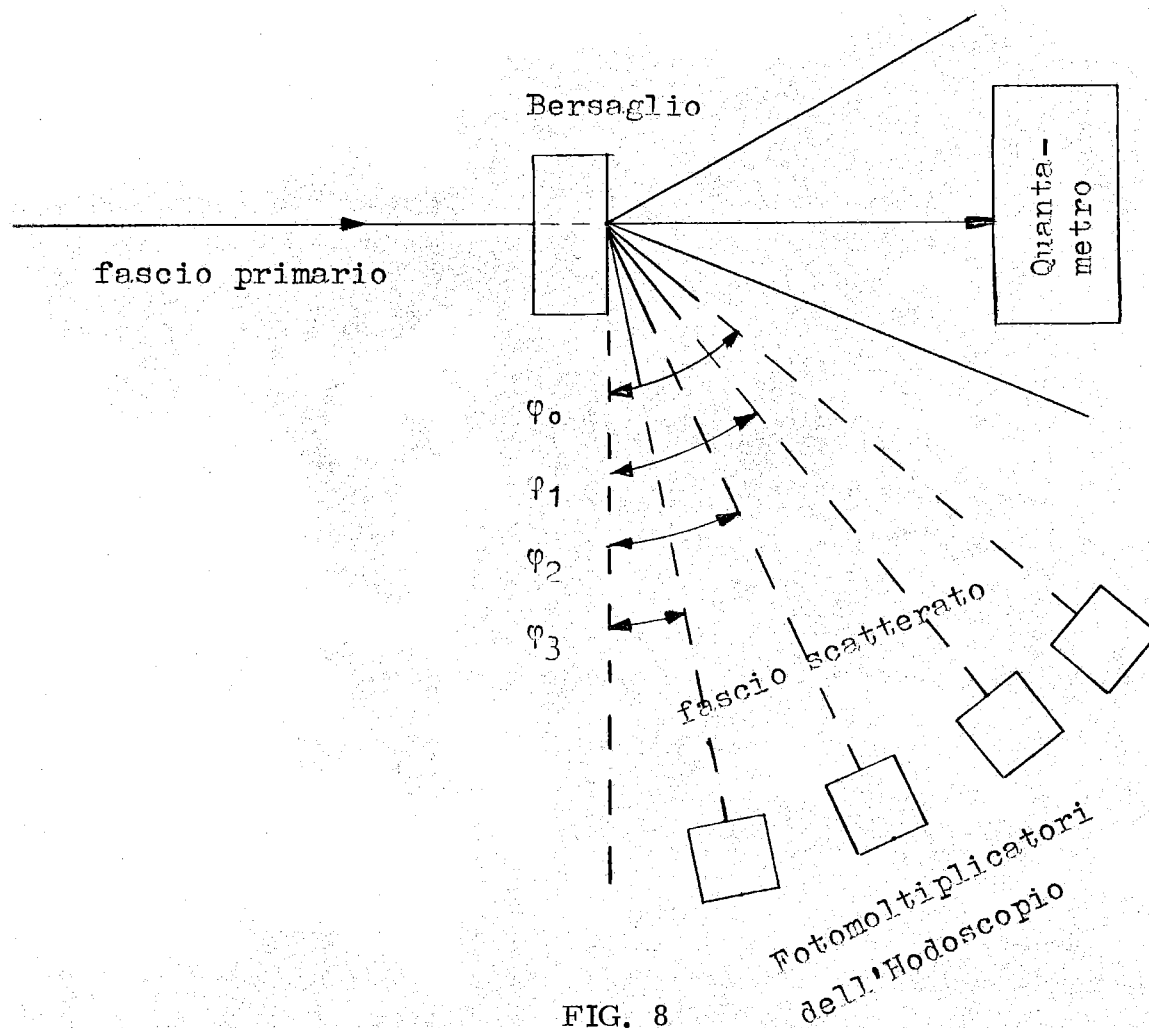 Bersaglio
Quanta-
metro
fascio primario
φ₀
φ₁
φ₂
φ₃
fascio scatterato
Fotomoltiplicatori
dell'Hodoscopio
FIG. 8